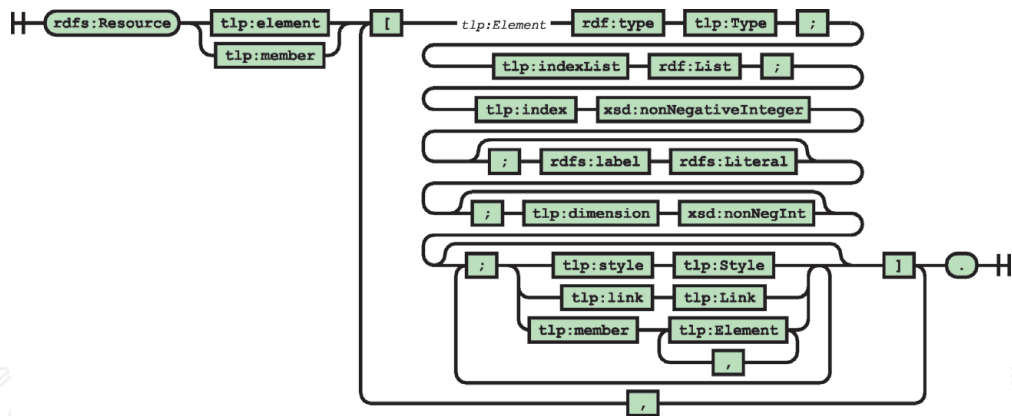 rdfs:Resource tlp:element [ tlp:Element rdf:type tlp:Type ;
tlp:member
tlp:indexList rdf:List ;
tlp:index xsd:nonNegativeInteger
; rdfs:label rdfs:Literal
; tlp:dimension xsd:nonNegInt
; tlp:style tlp:Style ] .
tlp:link tlp:Link
tlp:member tlp:Element
,
,